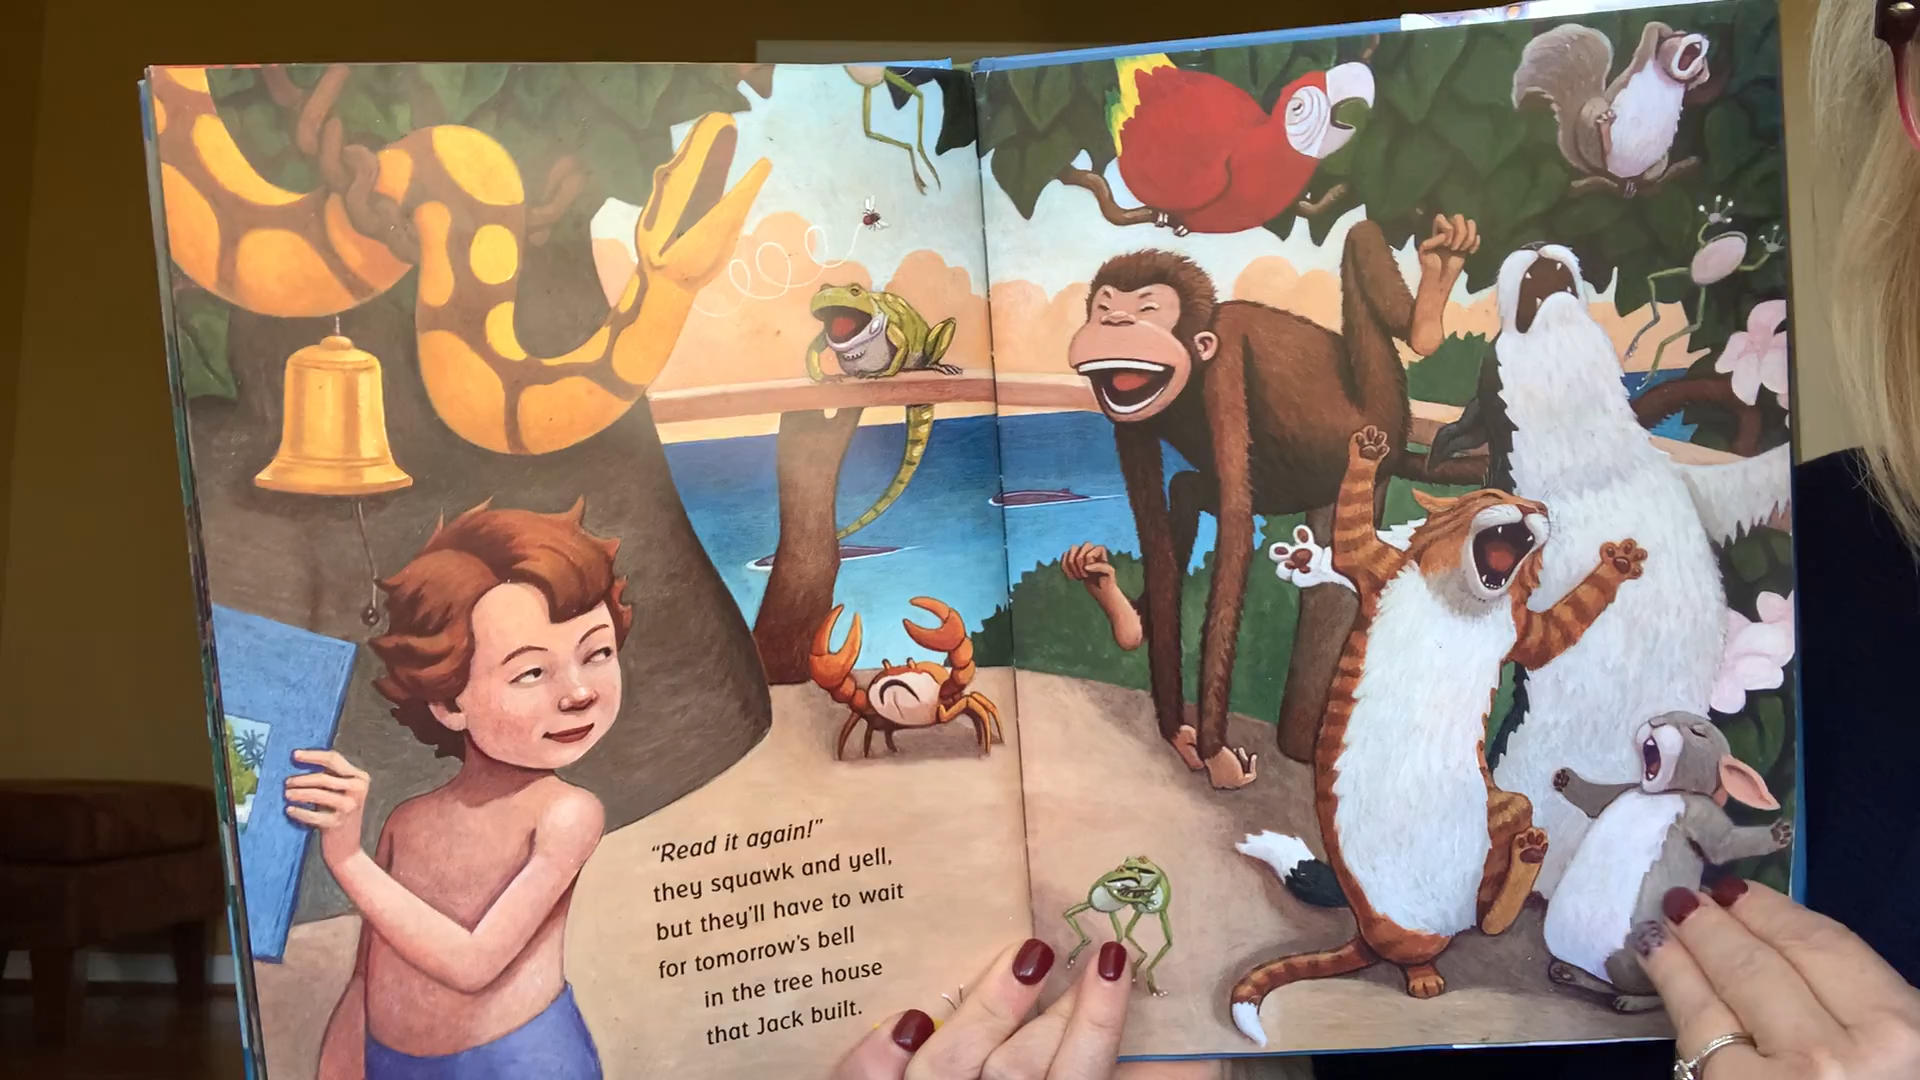 “Read it again!”
they squawk and yell,
but they’ll have to wait
for tomorrow’s bell
in the tree house
that Jack built.